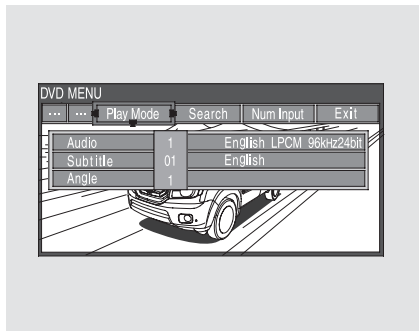 DVD MENU
... ... Play Mode Search Num Input Exit
Audio 1 English LPCM 96kHz24bit
Subtitle 01 English
Angle 1